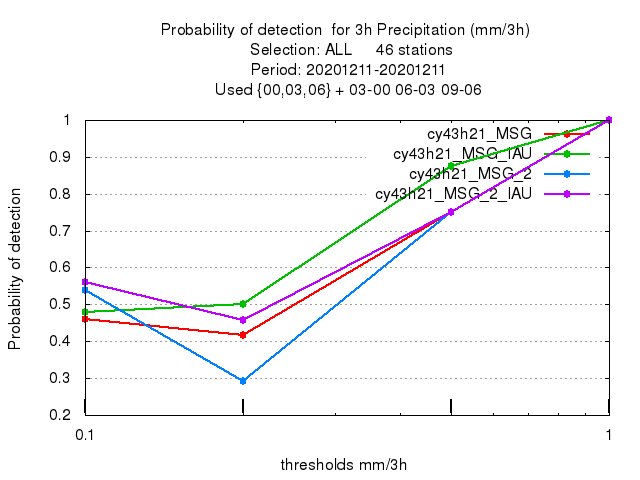 Probability of detection  for 3h Precipitation (mm/3h)
Selection: ALL     46 stations
Period: 20201211-20201211
Used {00,03,06} + 03-00 06-03 09-06
cy43h21_MSG
cy43h21_MSG_IAU
cy43h21_MSG_2
cy43h21_MSG_2_IAU
Probability of detection
1
0.9
0.8
0.7
0.6
0.5
0.4
0.3
0.2
0.1
1
thresholds mm/3h